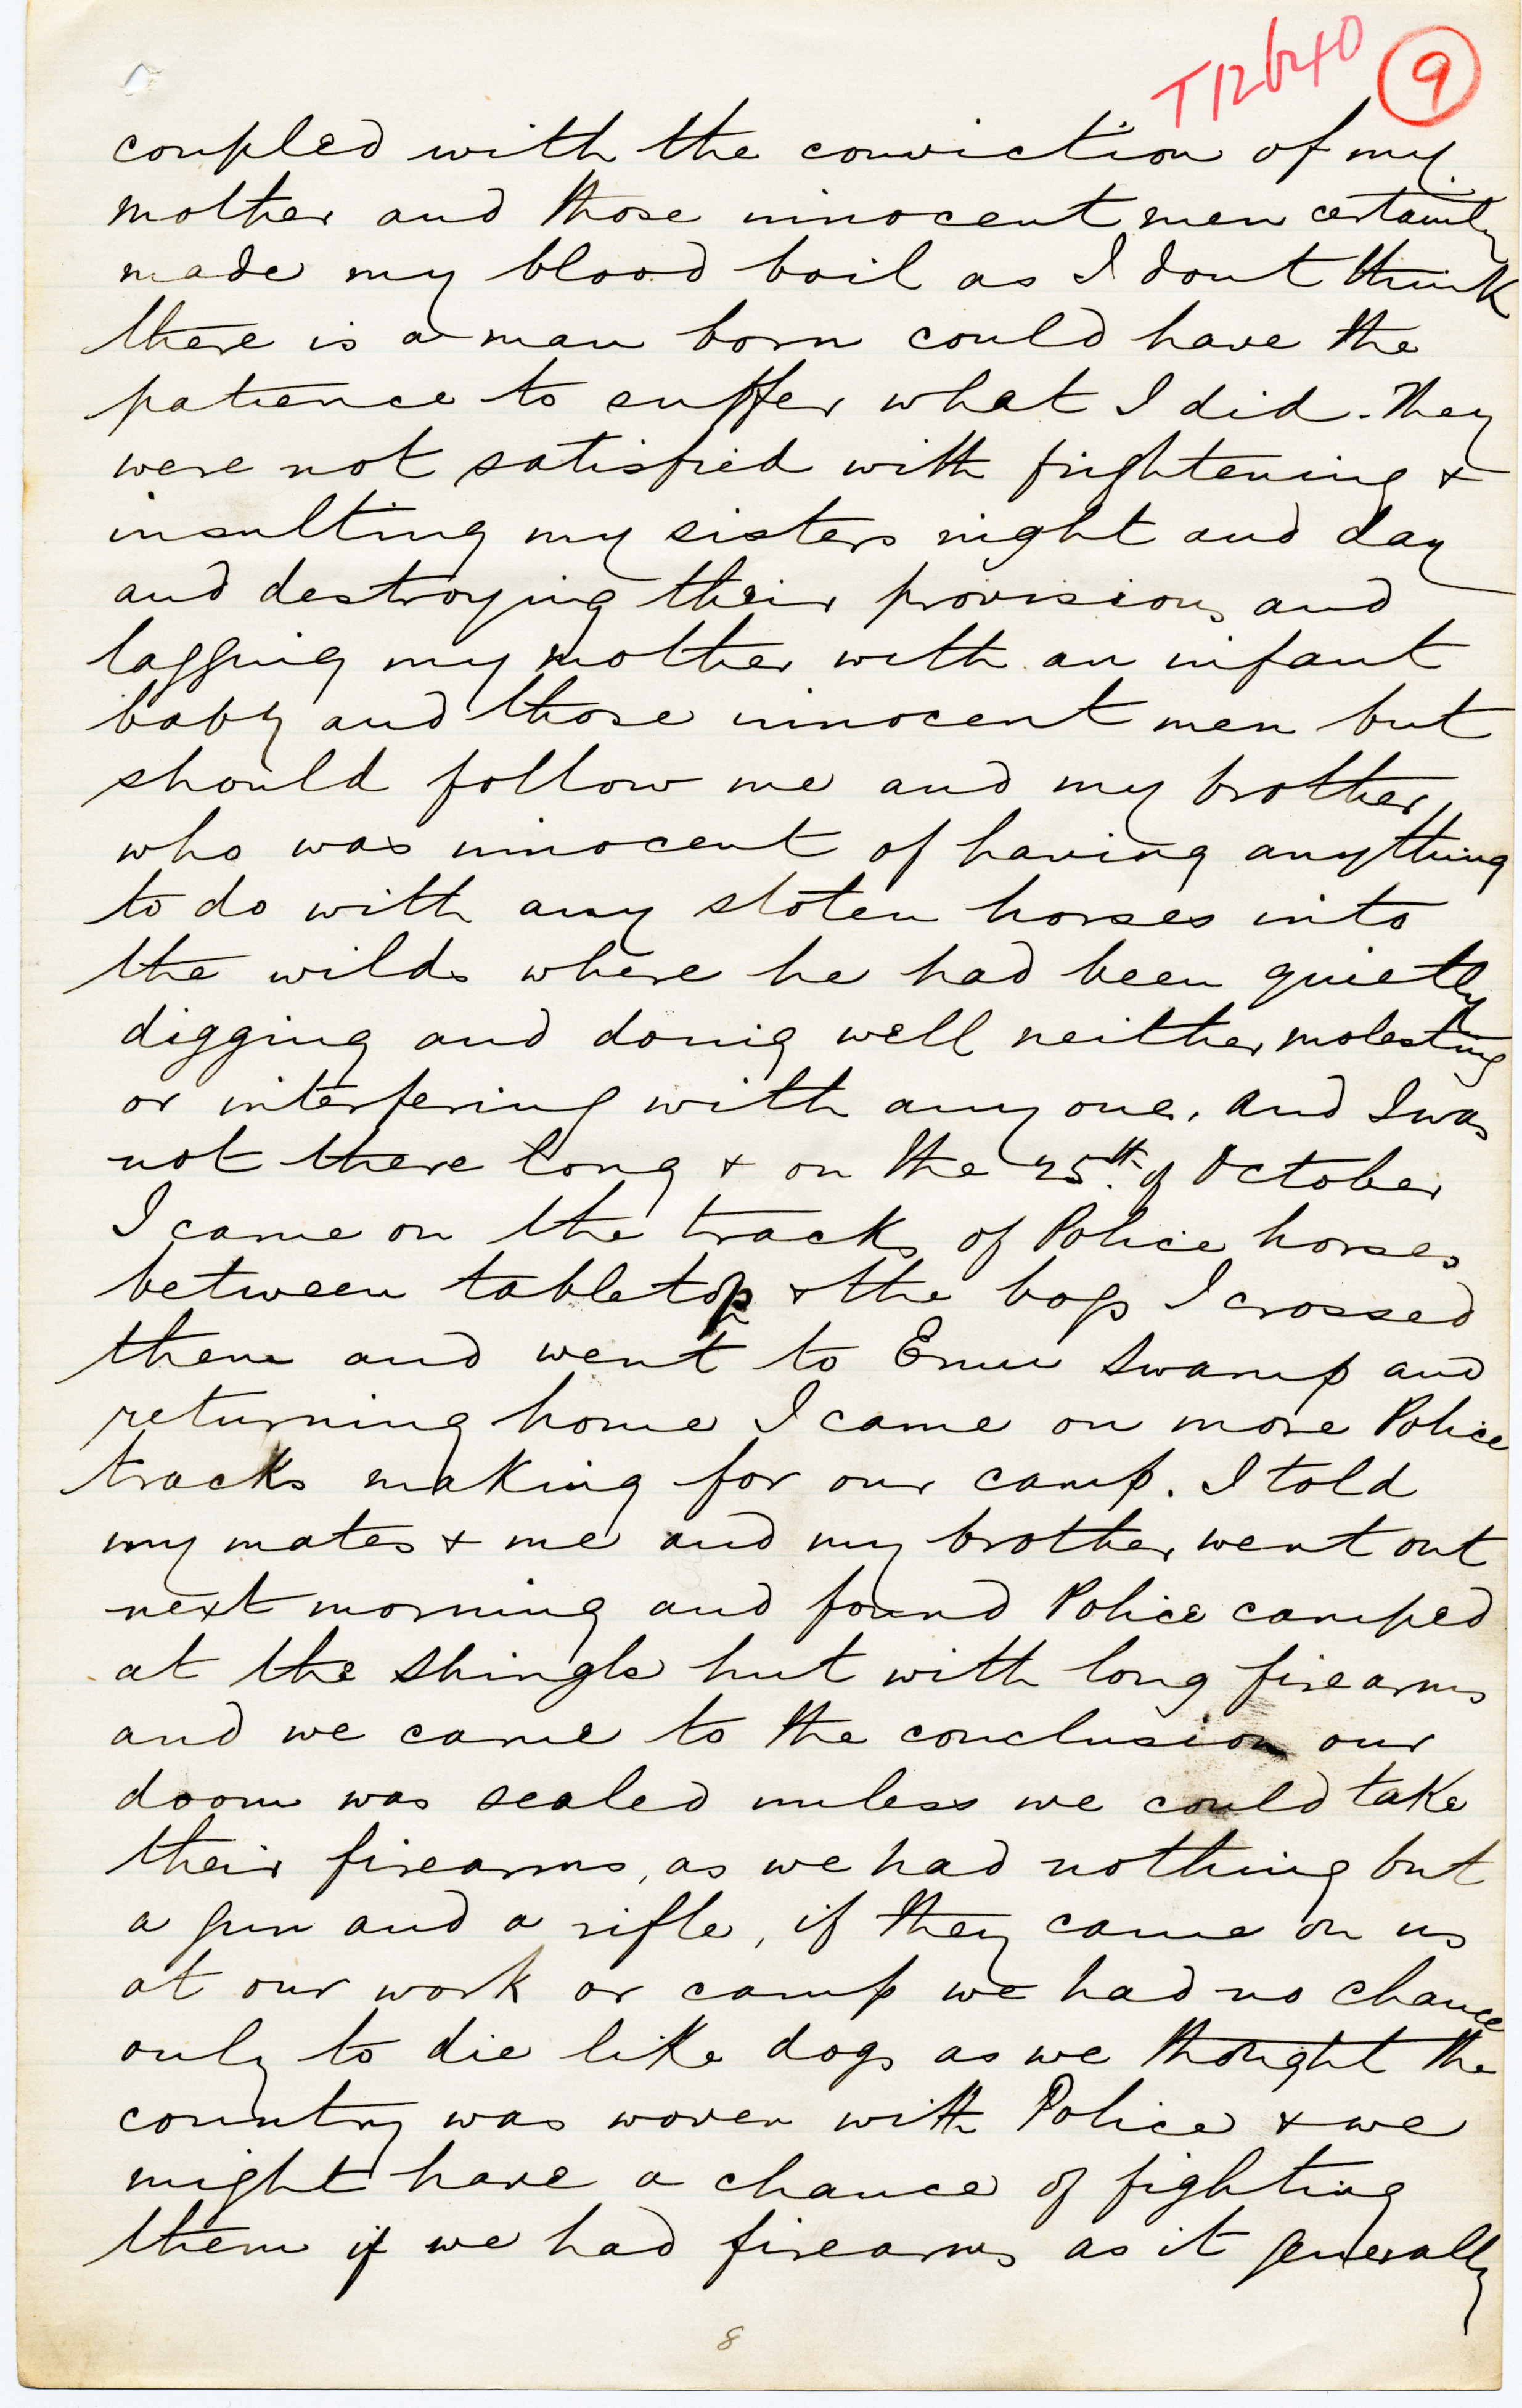 T12640 9
coupled with the conviction of my
mother and those innocent men certainly
made my blood boil as I dont think
there is a man born could have the
patience to suffer what I did. They
were not satisfied with frightening &
insulting my sisters night and day
and destroying their provisions and
lagging my mother with an infant
baby and those innocent men but
should follow me and my brother,
who was innocent of having anything
to do with any stolen horses into
the wilds where he had been quietly
digging and doing well neither molesting
or interfering with any one. and I was
not there long & on the 25th. of October
I came on the tracks of Police horses
between tabletop & the bogs I crossed
them and went to Emu Swamp and
returning home I came on more Police
tracks making for our camp. I told
my mates & me and my brother went out
next morning and found Police camped
at the shingle hut with long firearms
and we came to the conclusion our
doom was sealed unless we could take
their firearms, as we had nothing but
a gun and a rifle, if they came on us
at our work or camp we had no chance
only to die like dogs as we thought the
country was woven with Police & we
might have a chance of fighting
them if we had firearms as it generally
8